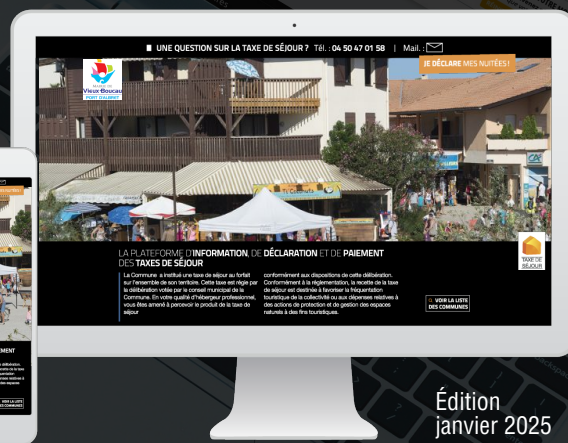 ■ UNE QUESTION SUR LA TAXE DE SÉJOUR ? Tél. : 04 50 47 01 58 | Mail. :
JE DÉCLARE MES NUITÉES !
MAIRIE DE
Vieux-Boucau
PORT D'ALBRET
LA PLATEFORME D'INFORMATION, DE DÉCLARATION ET DE PAIEMENT
DES TAXES DE SÉJOUR
La Commune a institué une taxe de séjour au forfait
sur l'ensemble de son territoire. Cette taxe est régie par
la délibération votée par le conseil municipal de la
Commune. En votre qualité d'hébergeur professionnel,
vous êtes amené à percevoir le produit de la taxe de
séjour
conformément aux dispositions de cette délibération.
Conformément à la réglementation, la recette de la taxe
de séjour est destinée à favoriser la fréquentation
touristique de la collectivité ou aux dépenses relatives à
des actions de protection et de gestion des espaces
naturels à des fins touristiques.
TAXE DE
SÉJOUR
VOIR LA LISTE
DES COMMUNES
Édition
janvier 2025